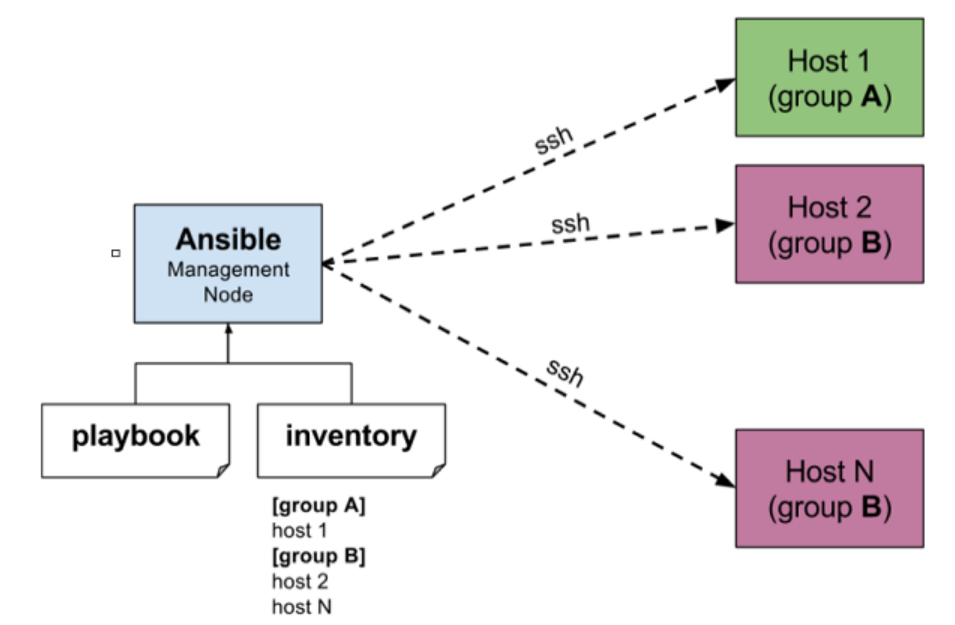 Host 1
(group A)
ssh
Host 2
(group B)
ssh
Ansible
Management
Node
ssh
playbook
inventory
Host N
(group B)
[group A]
host 1
[group B]
host 2
host N